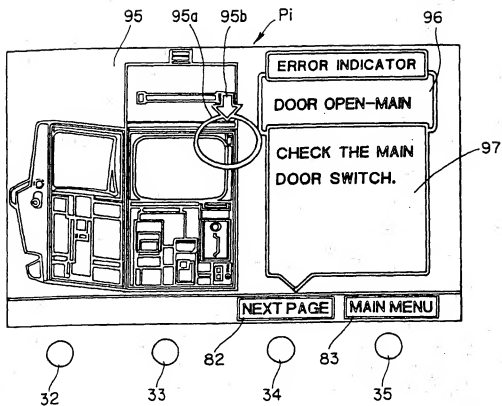 95
95a
95b
Pi
96
ERROR INDICATOR
DOOR OPEN-MAIN
CHECK THE MAIN
DOOR SWITCH.
97
NEXT PAGE
MAIN MENU
82
83
32
33
34
35